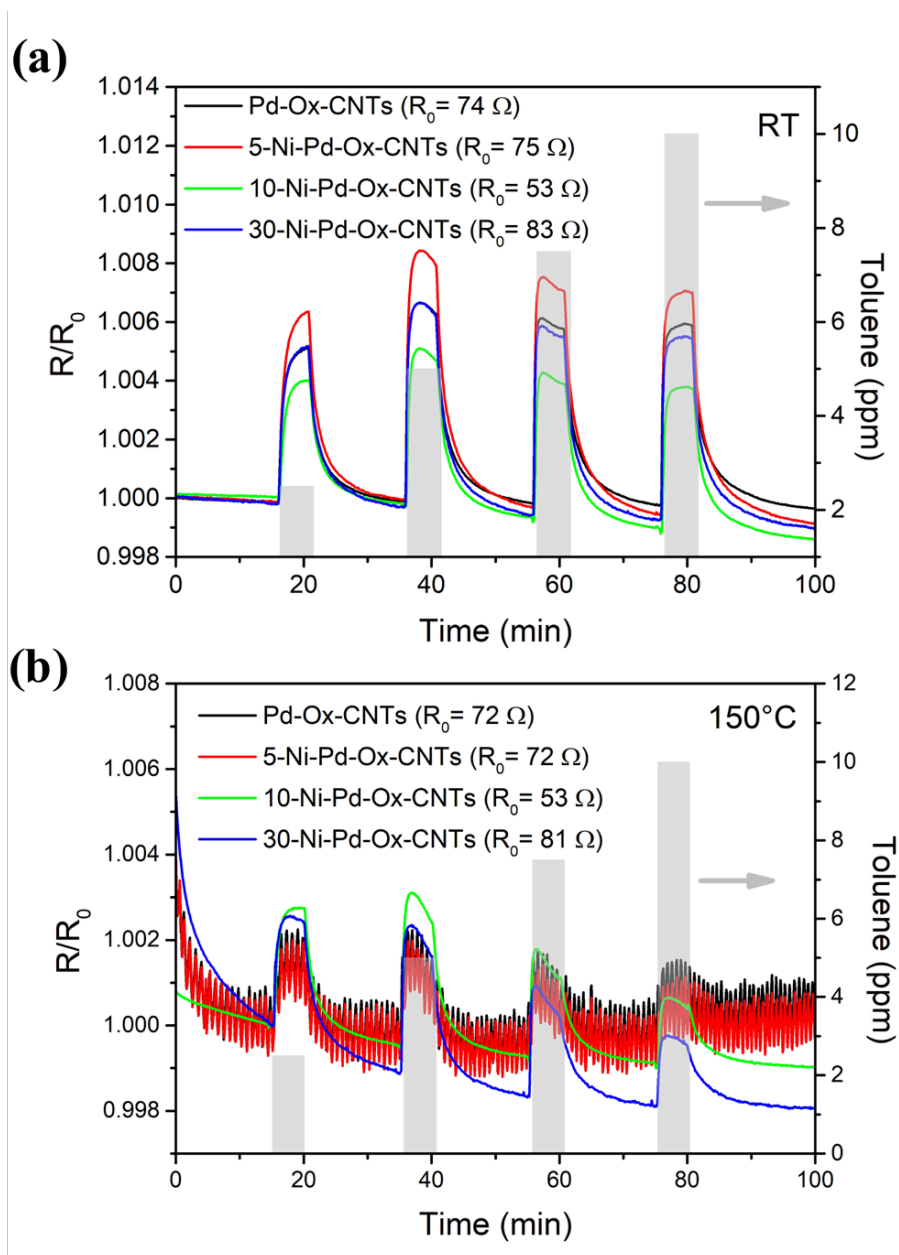 (a)
1.014
1.012
1.010
1.008
1.006
1.004
1.002
1.000
0.998
R/R₀
Pd-Ox-CNTs (R₀= 74 Ω)
5-Ni-Pd-Ox-CNTs (R₀= 75 Ω)
10-Ni-Pd-Ox-CNTs (R₀= 53 Ω)
30-Ni-Pd-Ox-CNTs (R₀= 83 Ω)
RT
10
8
6
4
2
Toluene (ppm)
0 20 40 60 80 100
Time (min)
(b)
1.008
1.006
1.004
1.002
1.000
0.998
R/R₀
Pd-Ox-CNTs (R₀= 72 Ω)
5-Ni-Pd-Ox-CNTs (R₀= 72 Ω)
10-Ni-Pd-Ox-CNTs (R₀= 53 Ω)
30-Ni-Pd-Ox-CNTs (R₀= 81 Ω)
150°C
12
10
8
6
4
2
0
Toluene (ppm)
0 20 40 60 80 100
Time (min)